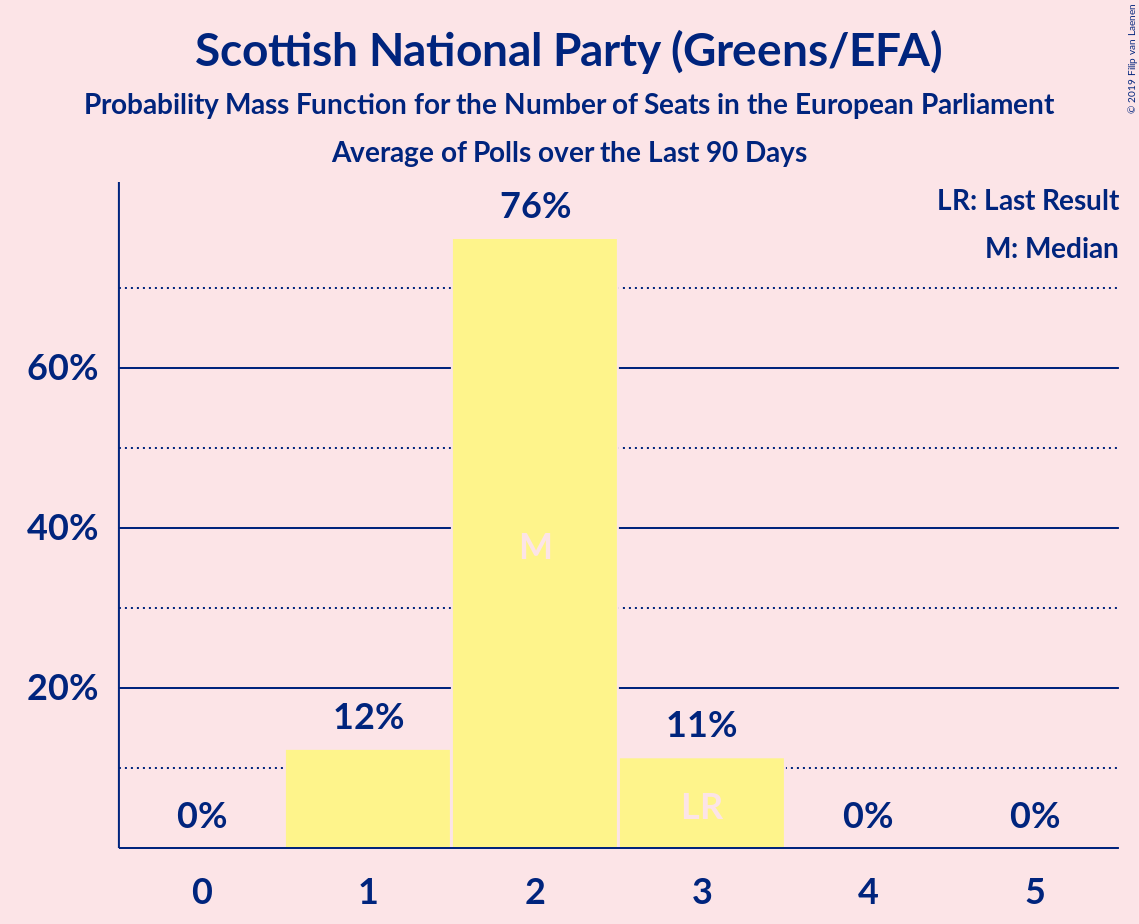 Scottish National Party (Greens/EFA)
Probability Mass Function for the Number of Seats in the European Parliament
Average of Polls over the Last 90 Days
© 2019 Filip van Laenen
LR: Last Result
M: Median
76%
60%
40%
M
20%
12%
11%
LR
0%
0%
0%
0
1
2
3
4
5